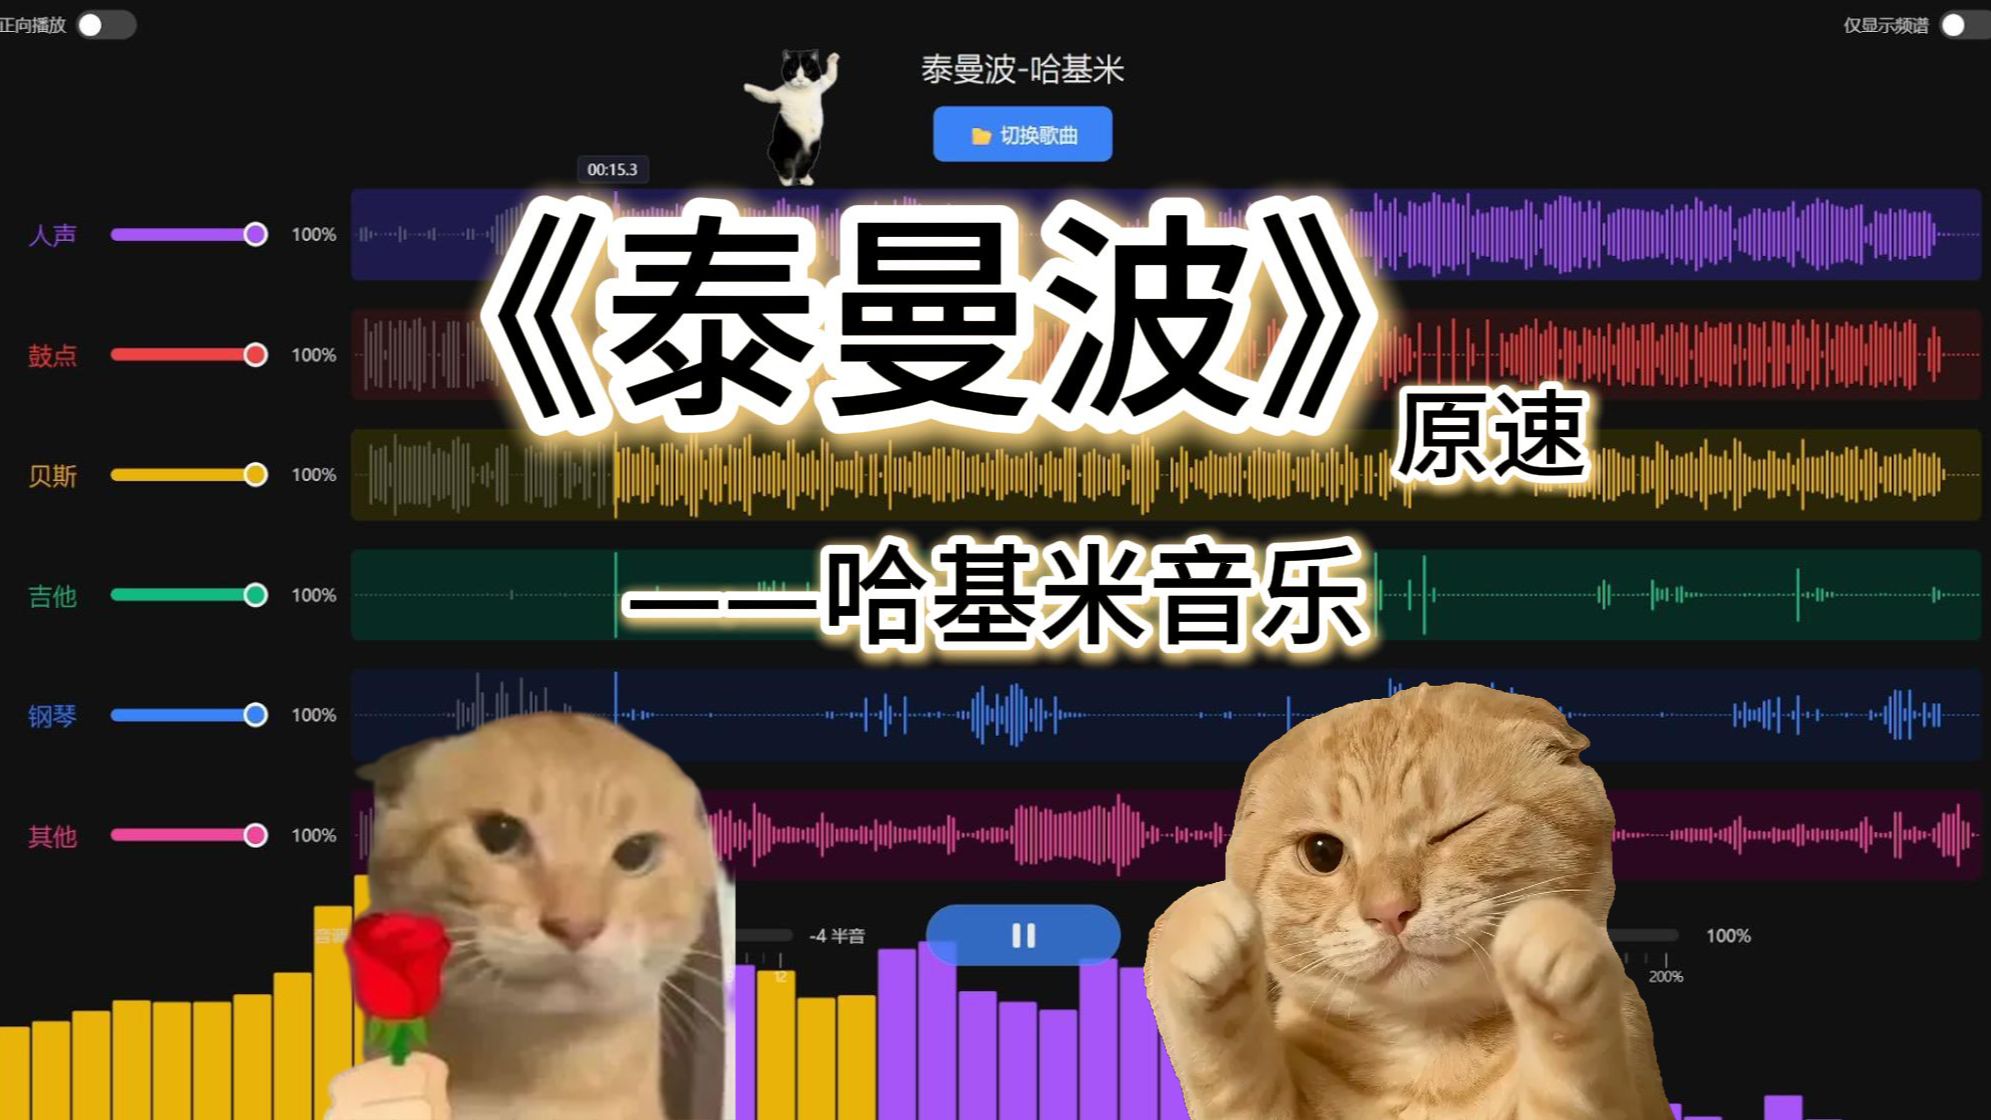 正向播放
仅显示频谱
泰曼波-哈基米
切换歌曲
00:15.3
人声 100%
《泰曼波》
鼓点 100%
原速
贝斯 100%
——哈基米音乐
吉他 100%
钢琴 100%
其他 100%
-4 半音
100%
12
200%